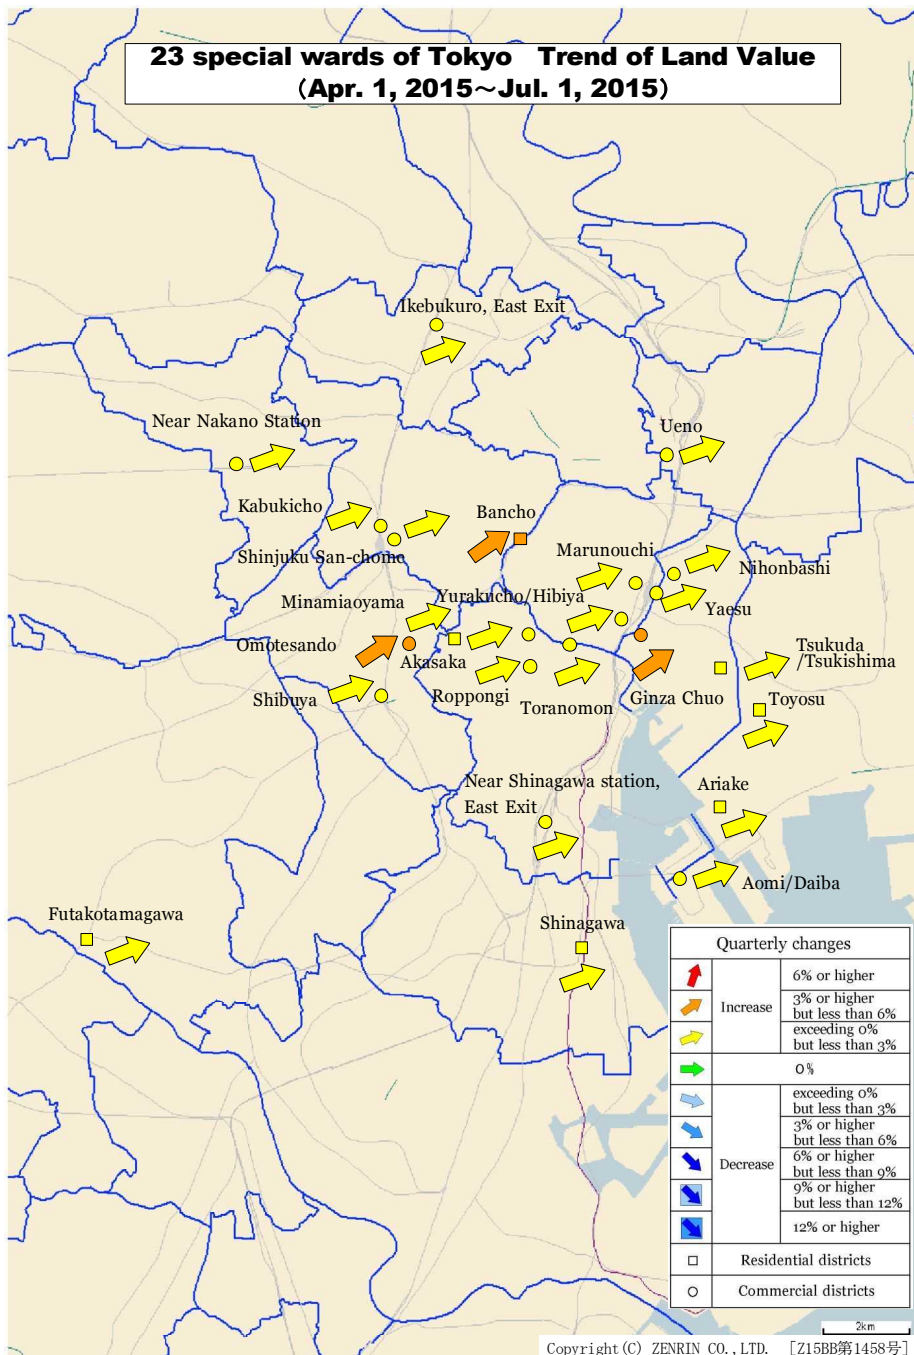 23 special wards of Tokyo   Trend of Land Value
（Apr. 1, 2015～Jul. 1, 2015）
Ikebukuro, East Exit
Near Nakano Station
Ueno
Kabukicho
Bancho
Shinjuku San-chome
Marunouchi
Nihonbashi
Minamiaoyama
Yurakucho/Hibiya
Yaesu
Omotesando
Akasaka
Tsukuda
/Tsukishima
Shibuya
Roppongi
Toranomon
Ginza Chuo
Toyosu
Near Shinagawa station,
East Exit
Ariake
Aomi/Daiba
Futakotamagawa
Shinagawa
Quarterly changes
Increase
6% or higher
3% or higher
but less than 6%
exceeding 0%
but less than 3%
0%
Decrease
exceeding 0%
but less than 3%
3% or higher
but less than 6%
6% or higher
but less than 9%
9% or higher
but less than 12%
12% or higher
Residential districts
Commercial districts
2km
Copyright(C) ZENRIN CO.,LTD. [Z15BB第1458号]